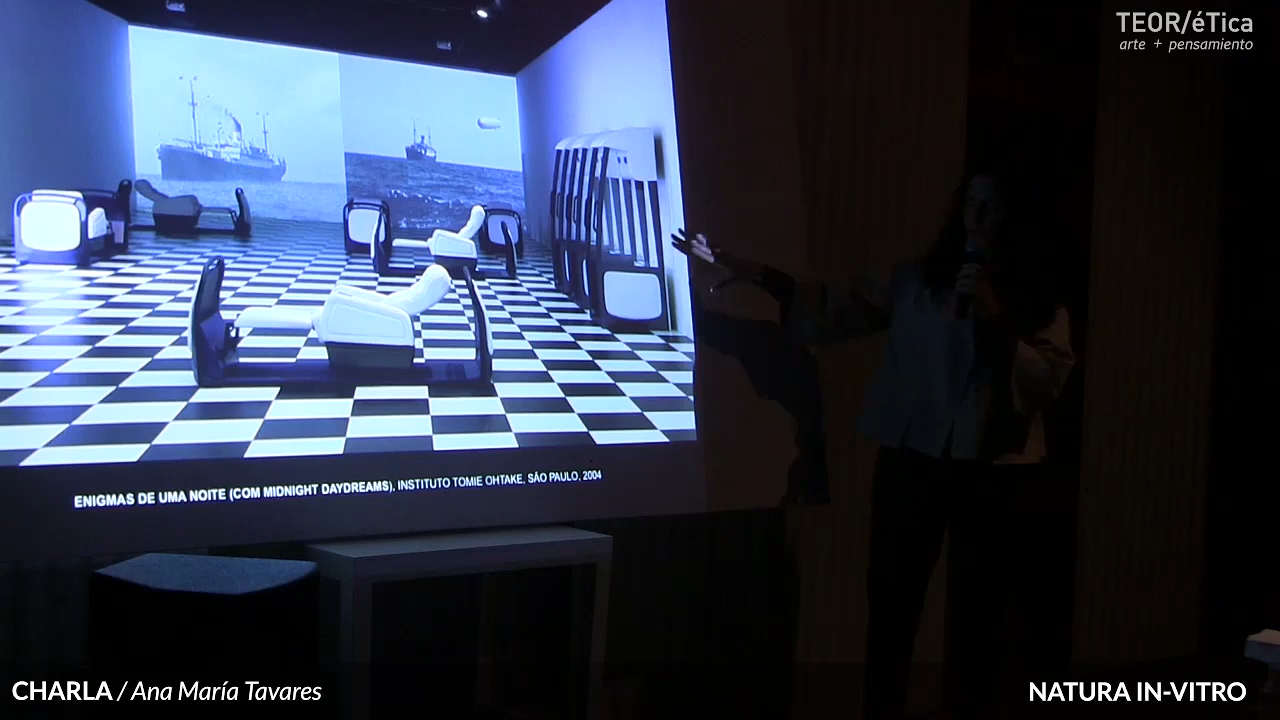 TEOR/éTica
arte + pensamiento
ENIGMAS DE UMA NOITE (COM MIDNIGHT DAYDREAMS), INSTITUTO TOMIE OHTAKE, SÃO PAULO, 2004
CHARLA / Ana María Tavares
NATURA IN-VITRO